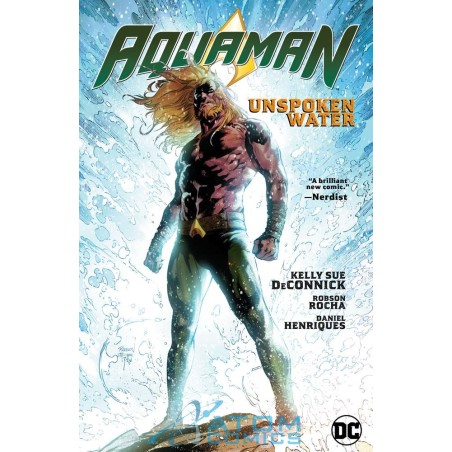 AQUAMAN
UNSPOKEN
WATER
“A brilliant
new comic.”
—Nerdist
KELLY SUE
DeCONNICK
ROBSON
ROCHA
DANIEL
HENRIQUES
ATOM
COMICS
DC